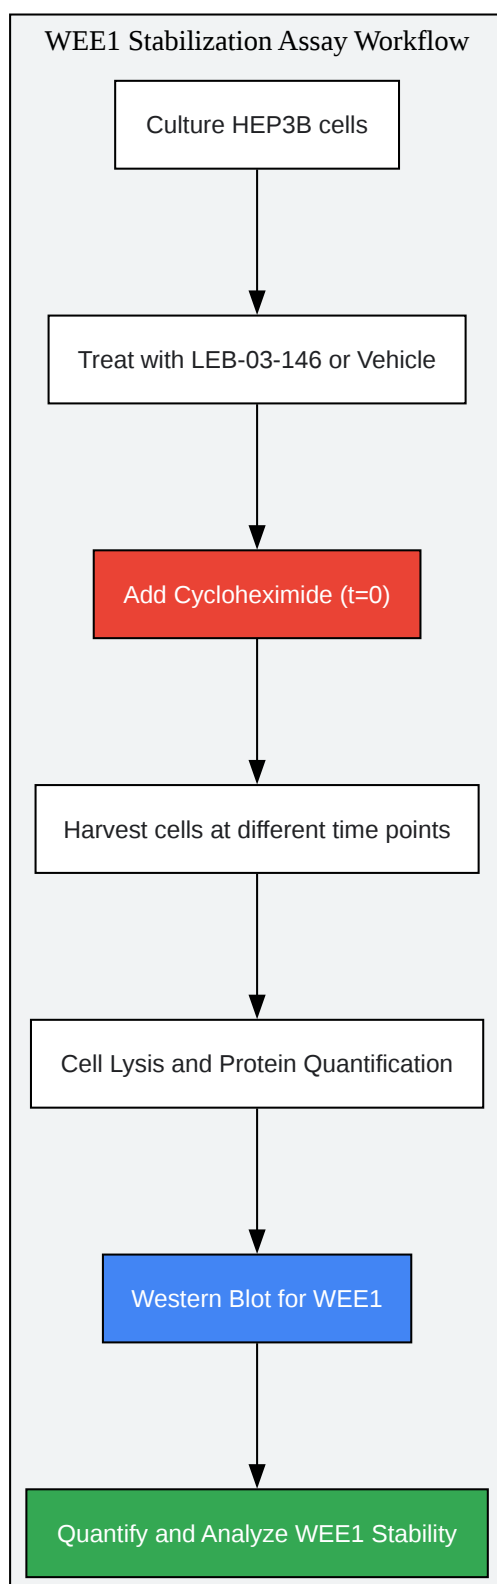 WEE1 Stabilization Assay Workflow
Culture HEP3B cells
Treat with LEB-03-146 or Vehicle
Add Cycloheximide (t=0)
Harvest cells at different time points
Cell Lysis and Protein Quantification
Western Blot for WEE1
Quantify and Analyze WEE1 Stability